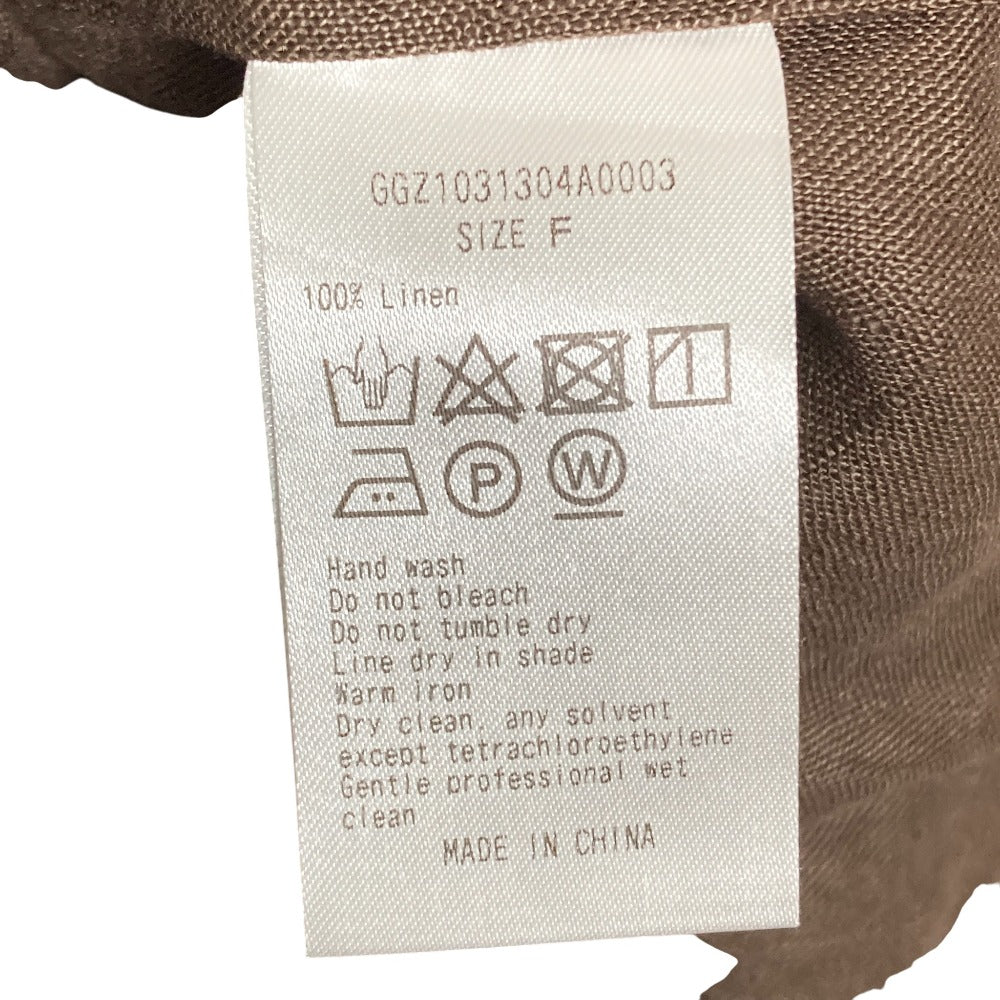 GGZ1031304A0003
SIZE F
100% Linen
P
W
Hand wash
Do not bleach
Do not tumble dry
Line dry in shade
Warm iron
Dry clean, any solvent
except tetrachloroethylene
Gentle professional wet
clean
MADE IN CHINA